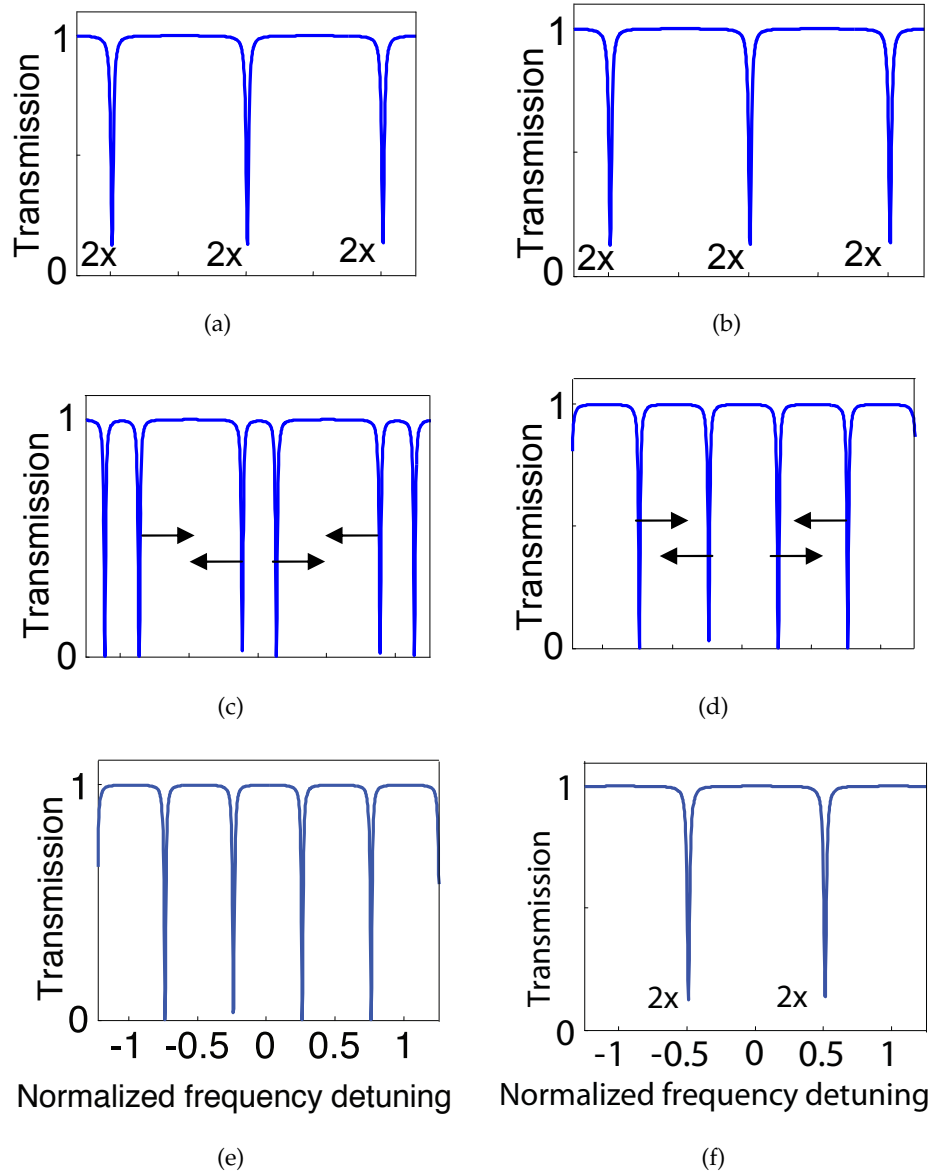 Transmission
1
0
2x
2x
2x
(a)
Transmission
1
0
2x
2x
2x
(b)
Transmission
1
0
(c)
Transmission
1
0
(d)
Transmission
1
0
-1 -0.5 0 0.5 1
Normalized frequency detuning
(e)
Transmission
1
0
2x
2x
-1 -0.5 0 0.5 1
Normalized frequency detuning
(f)